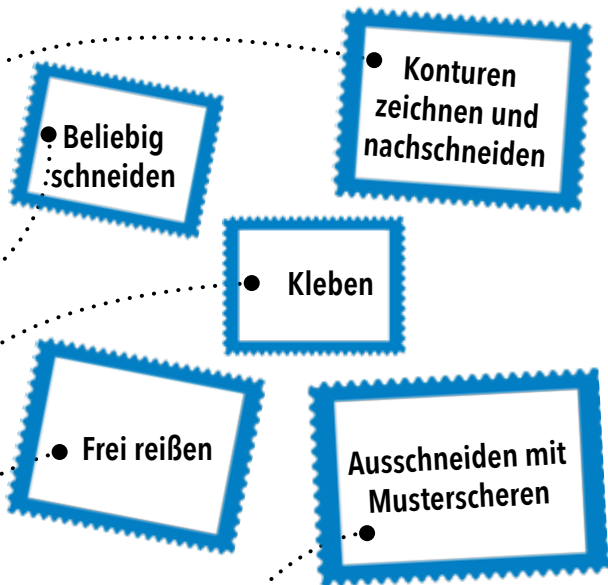 Konturen
zeichnen und
nachschneiden
Beliebig
schneiden
Kleben
Frei reißen
Ausschneiden mit
Musterscheren